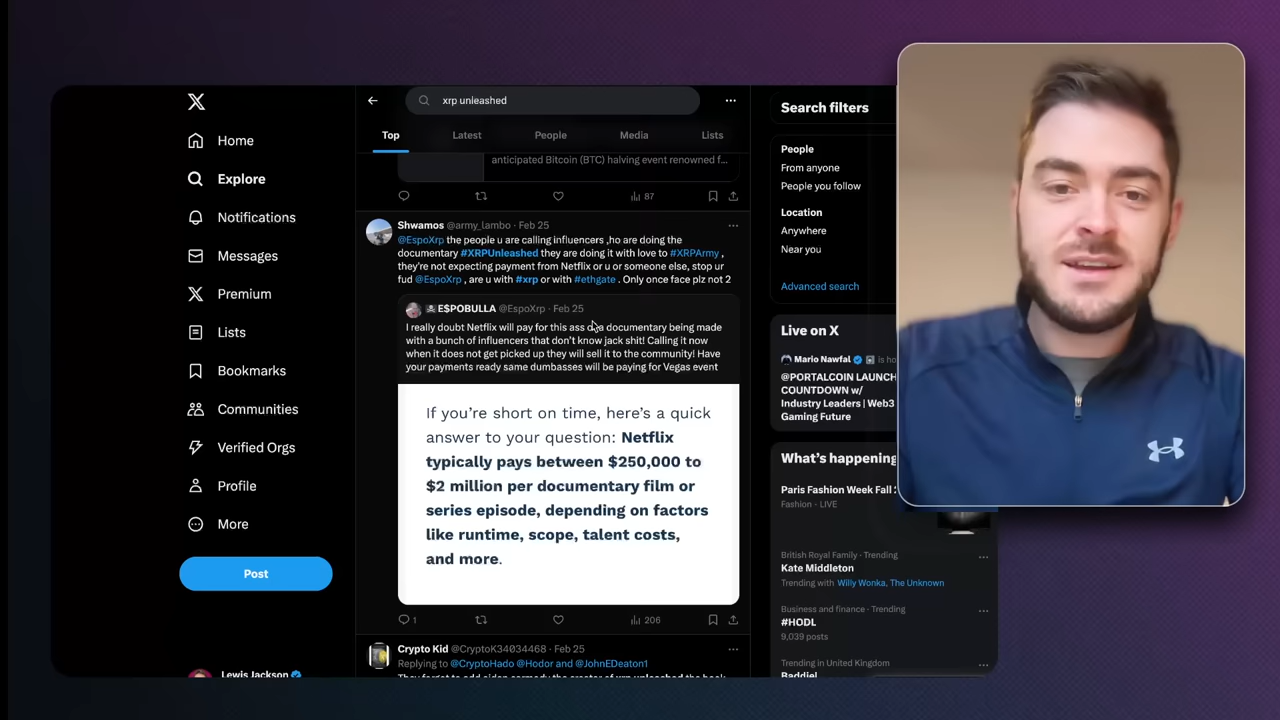 Home
Explore
Notifications
Messages
Premium
Lists
Bookmarks
Communities
Verified Orgs
Profile
More
Post
Lewis Jackson
xrp unleashed
Top
Latest
People
Media
Lists
anticipated Bitcoin (BTC) halving event renowned f...
87
Shwamos @army_lambo · Feb 25
@EspoXrp the people u are calling influencers ,ho are doing the
documentary #XRPUnleashed they are doing it with love to #XRPArmy ,
they're not expecting payment from Netflix or u or someone else, stop ur
fud @EspoXrp , are u with #xrp or with #ethgate . Only once face plz not 2
E$POBULLA @EspoXrp · Feb 25
I really doubt Netflix will pay for this ass documentary being made
with a bunch of influencers that don't know jack shit! Calling it now
when it does not get picked up they will sell it to the community! Have
your payments ready same dumbasses will be paying for Vegas event
If you're short on time, here's a quick
answer to your question: Netflix
typically pays between $250,000 to
$2 million per documentary film or
series episode, depending on factors
like runtime, scope, talent costs,
and more.
1
206
Crypto Kid @CryptoK34034468 · Feb 25
Replying to @CryptoHado @Hodor and @JohnEDeaton1
Search filters
People
From anyone
People you follow
Location
Anywhere
Near you
Advanced search
Live on X
Mario Nawfal is
@PORTALCOIN LAUNCH
COUNTDOWN w/
Industry Leaders | Web3
Gaming Future
What's happening
Paris Fashion Week Fall
Fashion · LIVE
British Royal Family · Trending
Kate Middleton
Trending with Willy Wonka, The Unknown
Business and finance · Trending
#HODL
9,039 posts
Trending in United Kingdom